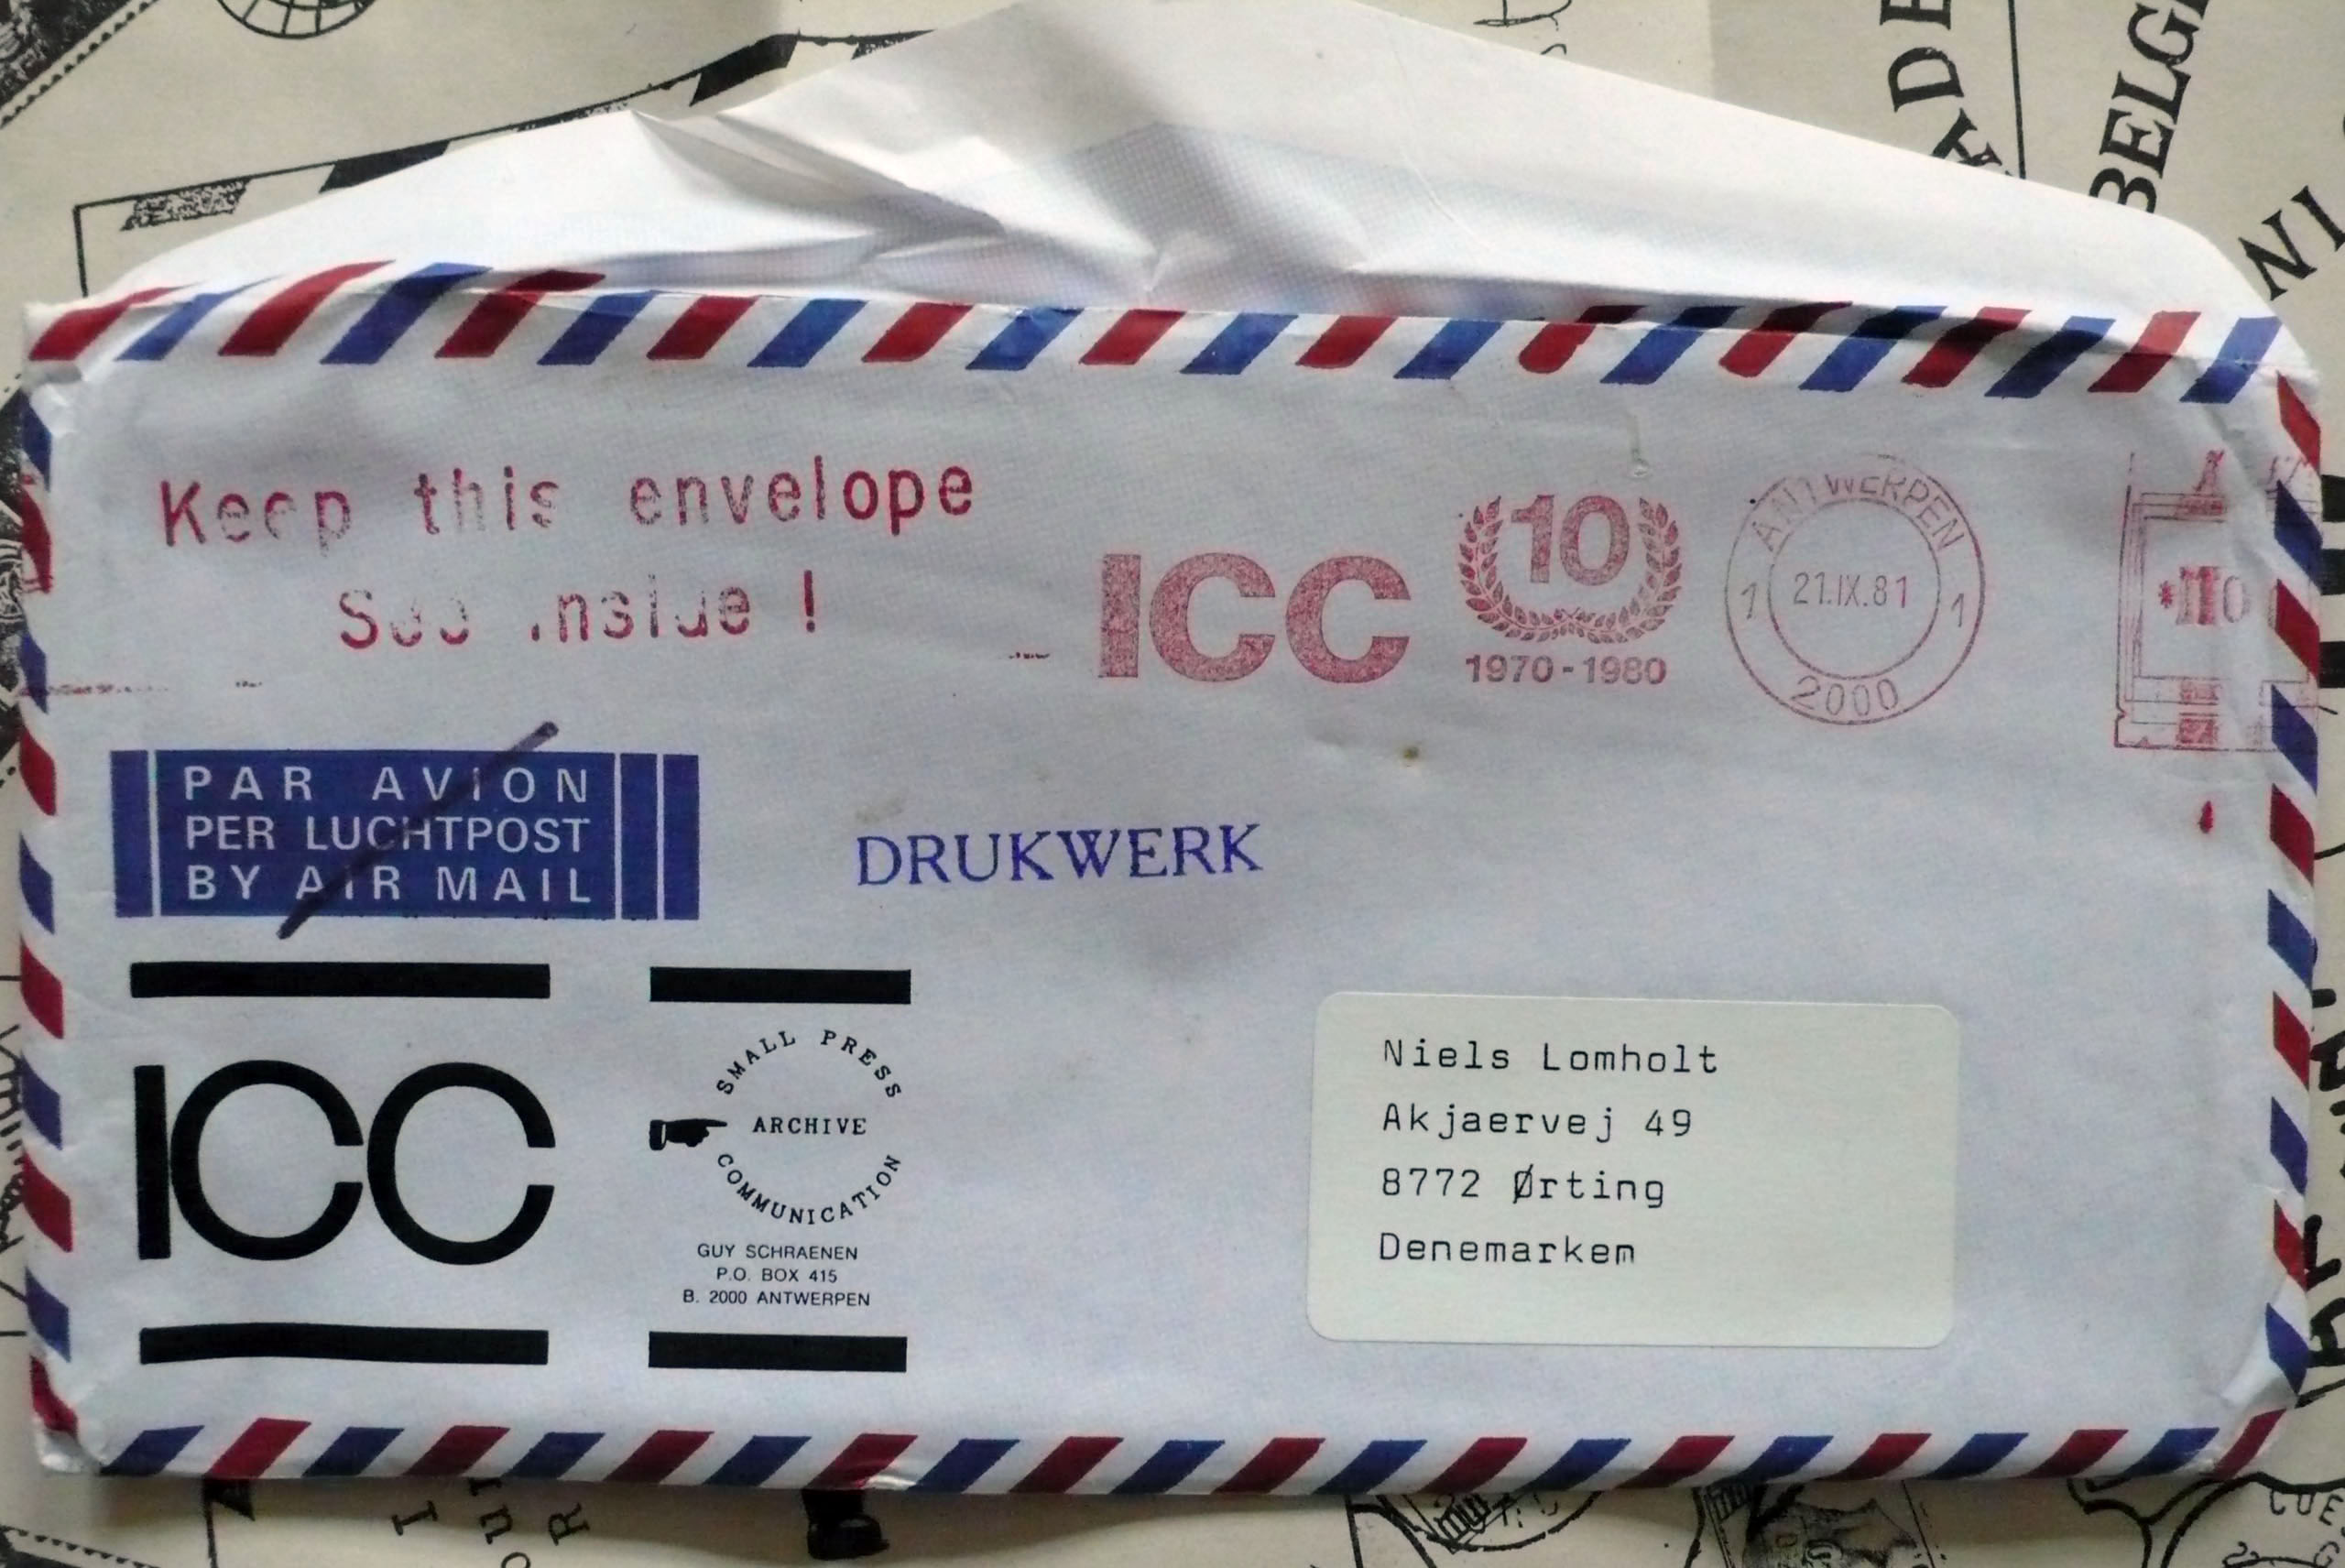 Keep this envelope
See inside !
ICC
10
1970-1980
ANTWERPEN
1 21.IX.81 1
2000
PAR AVION
PER LUCHTPOST
BY AIR MAIL
DRUKWERK
ICC
SMALL PRESS
ARCHIVE
COMMUNICATION
GUY SCHRAENEN
P.O. BOX 415
B. 2000 ANTWERPEN
Niels Lomholt
Akjaervej 49
8772 Ørting
Denemarken
BELGI